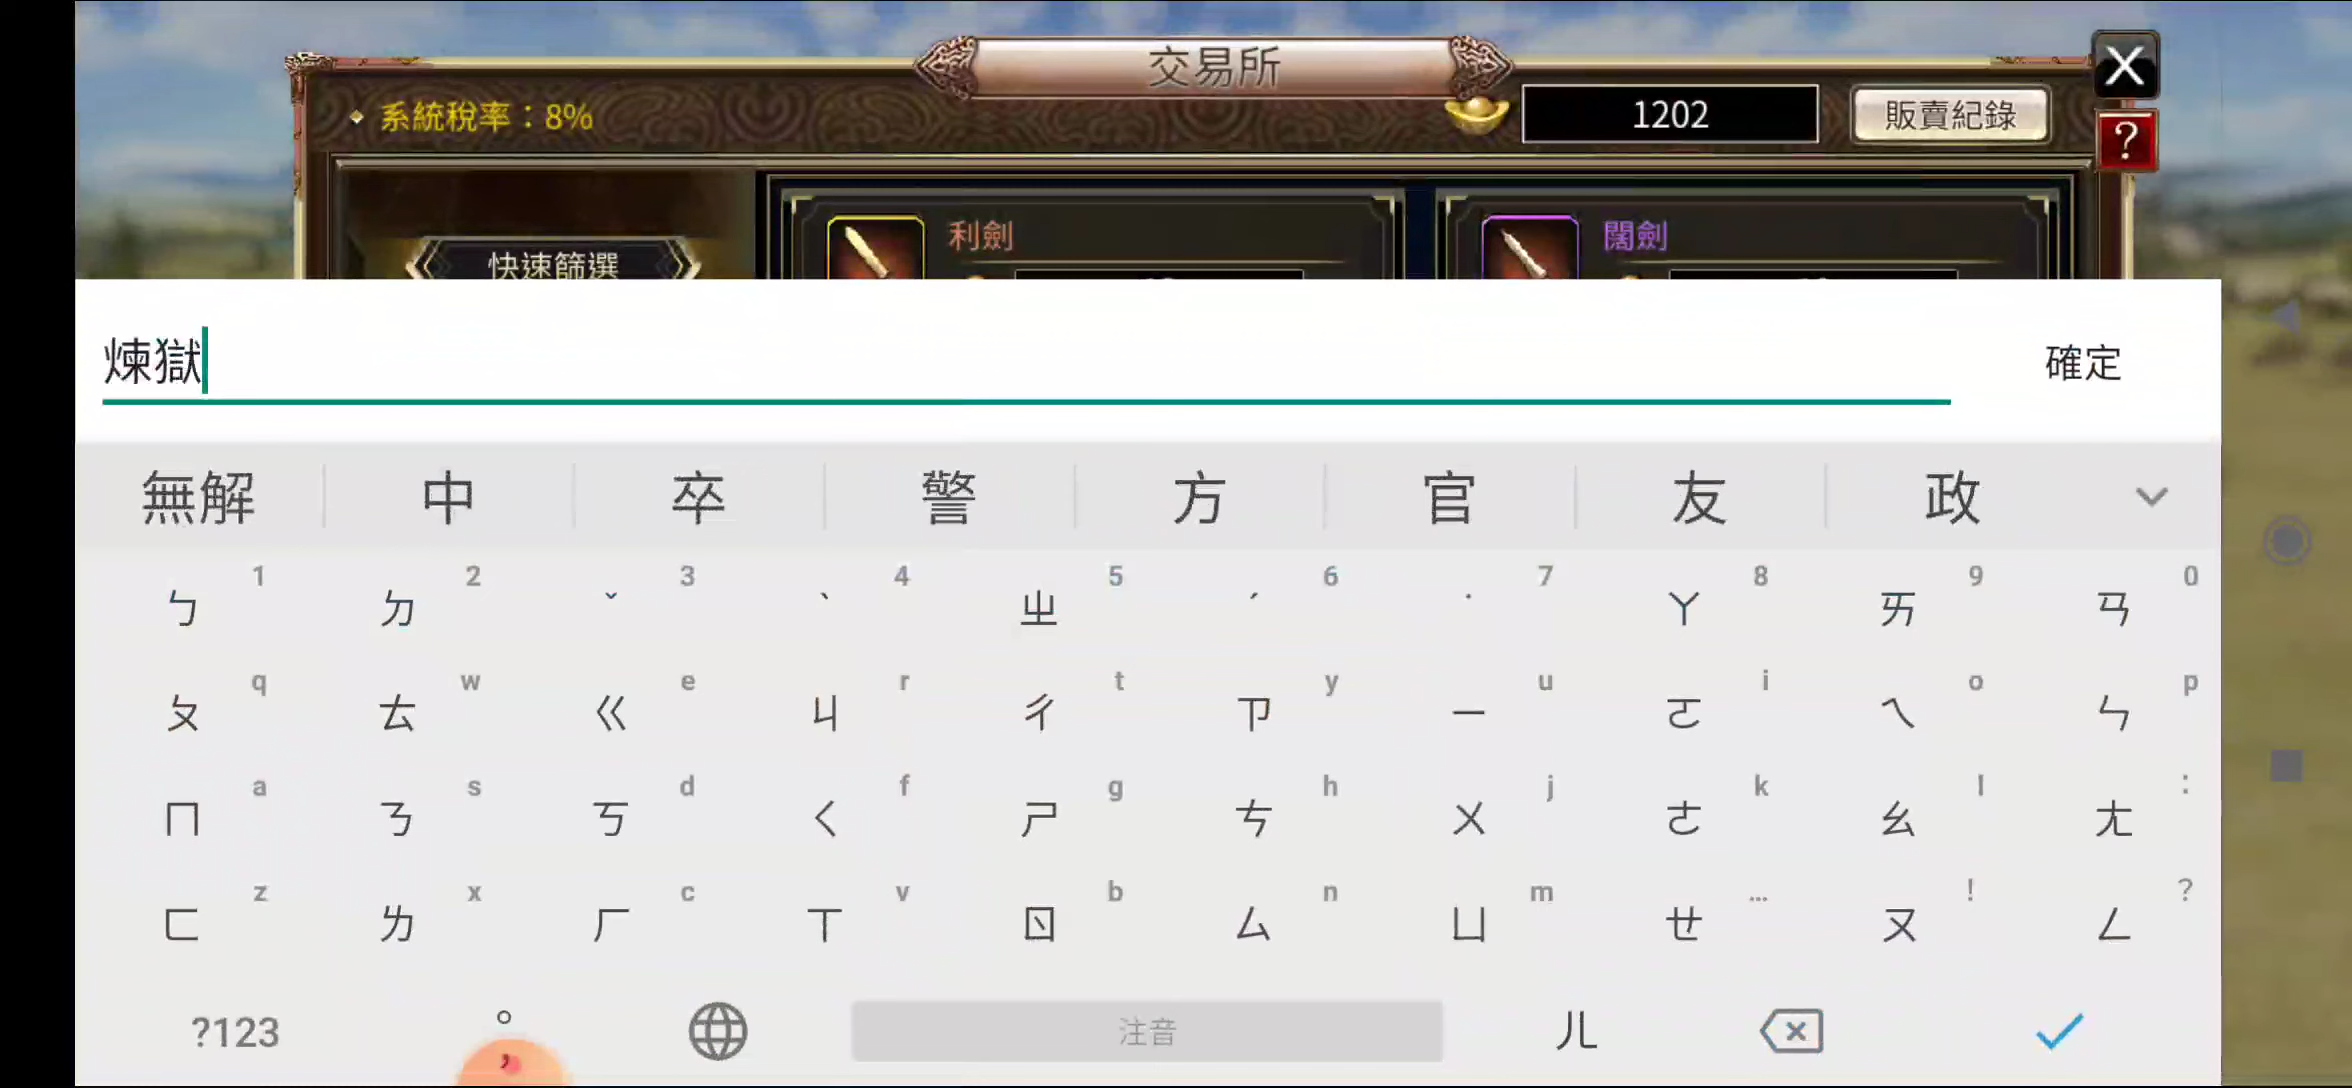 交易所
系統稅率：8%
1202
販賣紀錄
?
快速篩選
利劍
闊劍
煉獄
確定
無解 中 卒 警 方 官 友 政
1 2 3 4 5 6 7 8 9 0
ㄅ ㄉ ˇ ˋ ㄓ ˊ ˙ ㄚ ㄞ ㄢ
q w e r t y u i o p
ㄆ ㄊ ㄍ ㄐ ㄔ ㄗ ㄧ ㄛ ㄟ ㄣ
a s d f g h j k l :
ㄇ ㄋ ㄎ ㄑ ㄕ ㄘ ㄨ ㄜ ㄠ ㄤ
z x c v b n m … ! ?
ㄈ ㄌ ㄏ ㄒ ㄖ ㄙ ㄩ ㄝ ㄡ ㄥ
?123 。 ， 注音 ㄦ